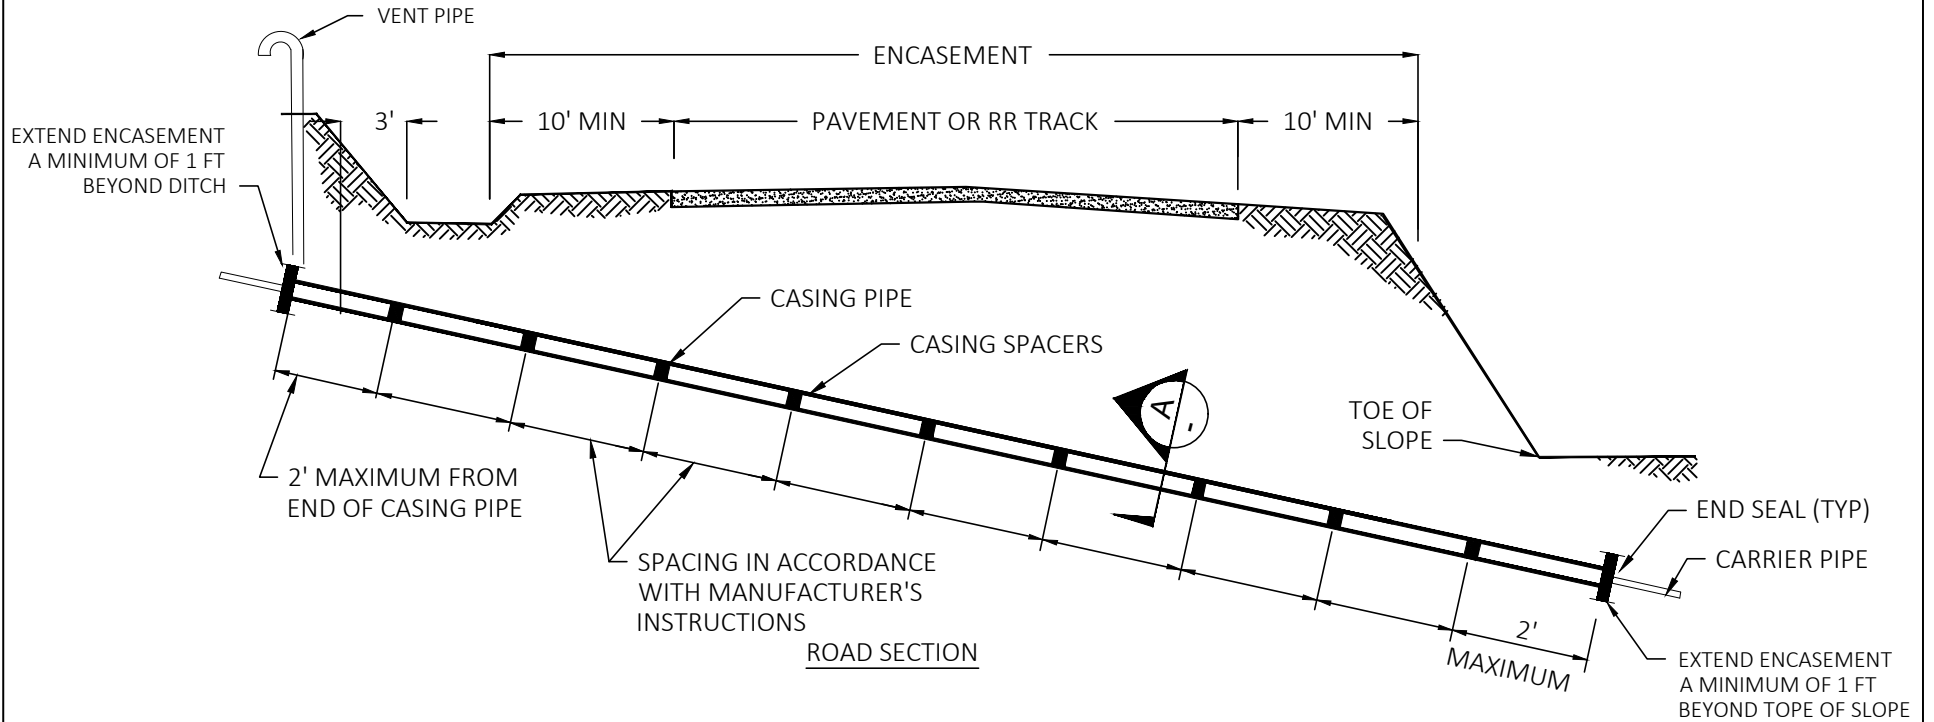 VENT PIPE
ENCASEMENT
3'
10' MIN
PAVEMENT OR RR TRACK
10' MIN
EXTEND ENCASEMENT
A MINIMUM OF 1 FT
BEYOND DITCH
CASING PIPE
CASING SPACERS
A
-
TOE OF
SLOPE
2' MAXIMUM FROM
END OF CASING PIPE
END SEAL (TYP)
CARRIER PIPE
SPACING IN ACCORDANCE
WITH MANUFACTURER'S
INSTRUCTIONS
2'
MAXIMUM
ROAD SECTION
EXTEND ENCASEMENT
A MINIMUM OF 1 FT
BEYOND TOPE OF SLOPE